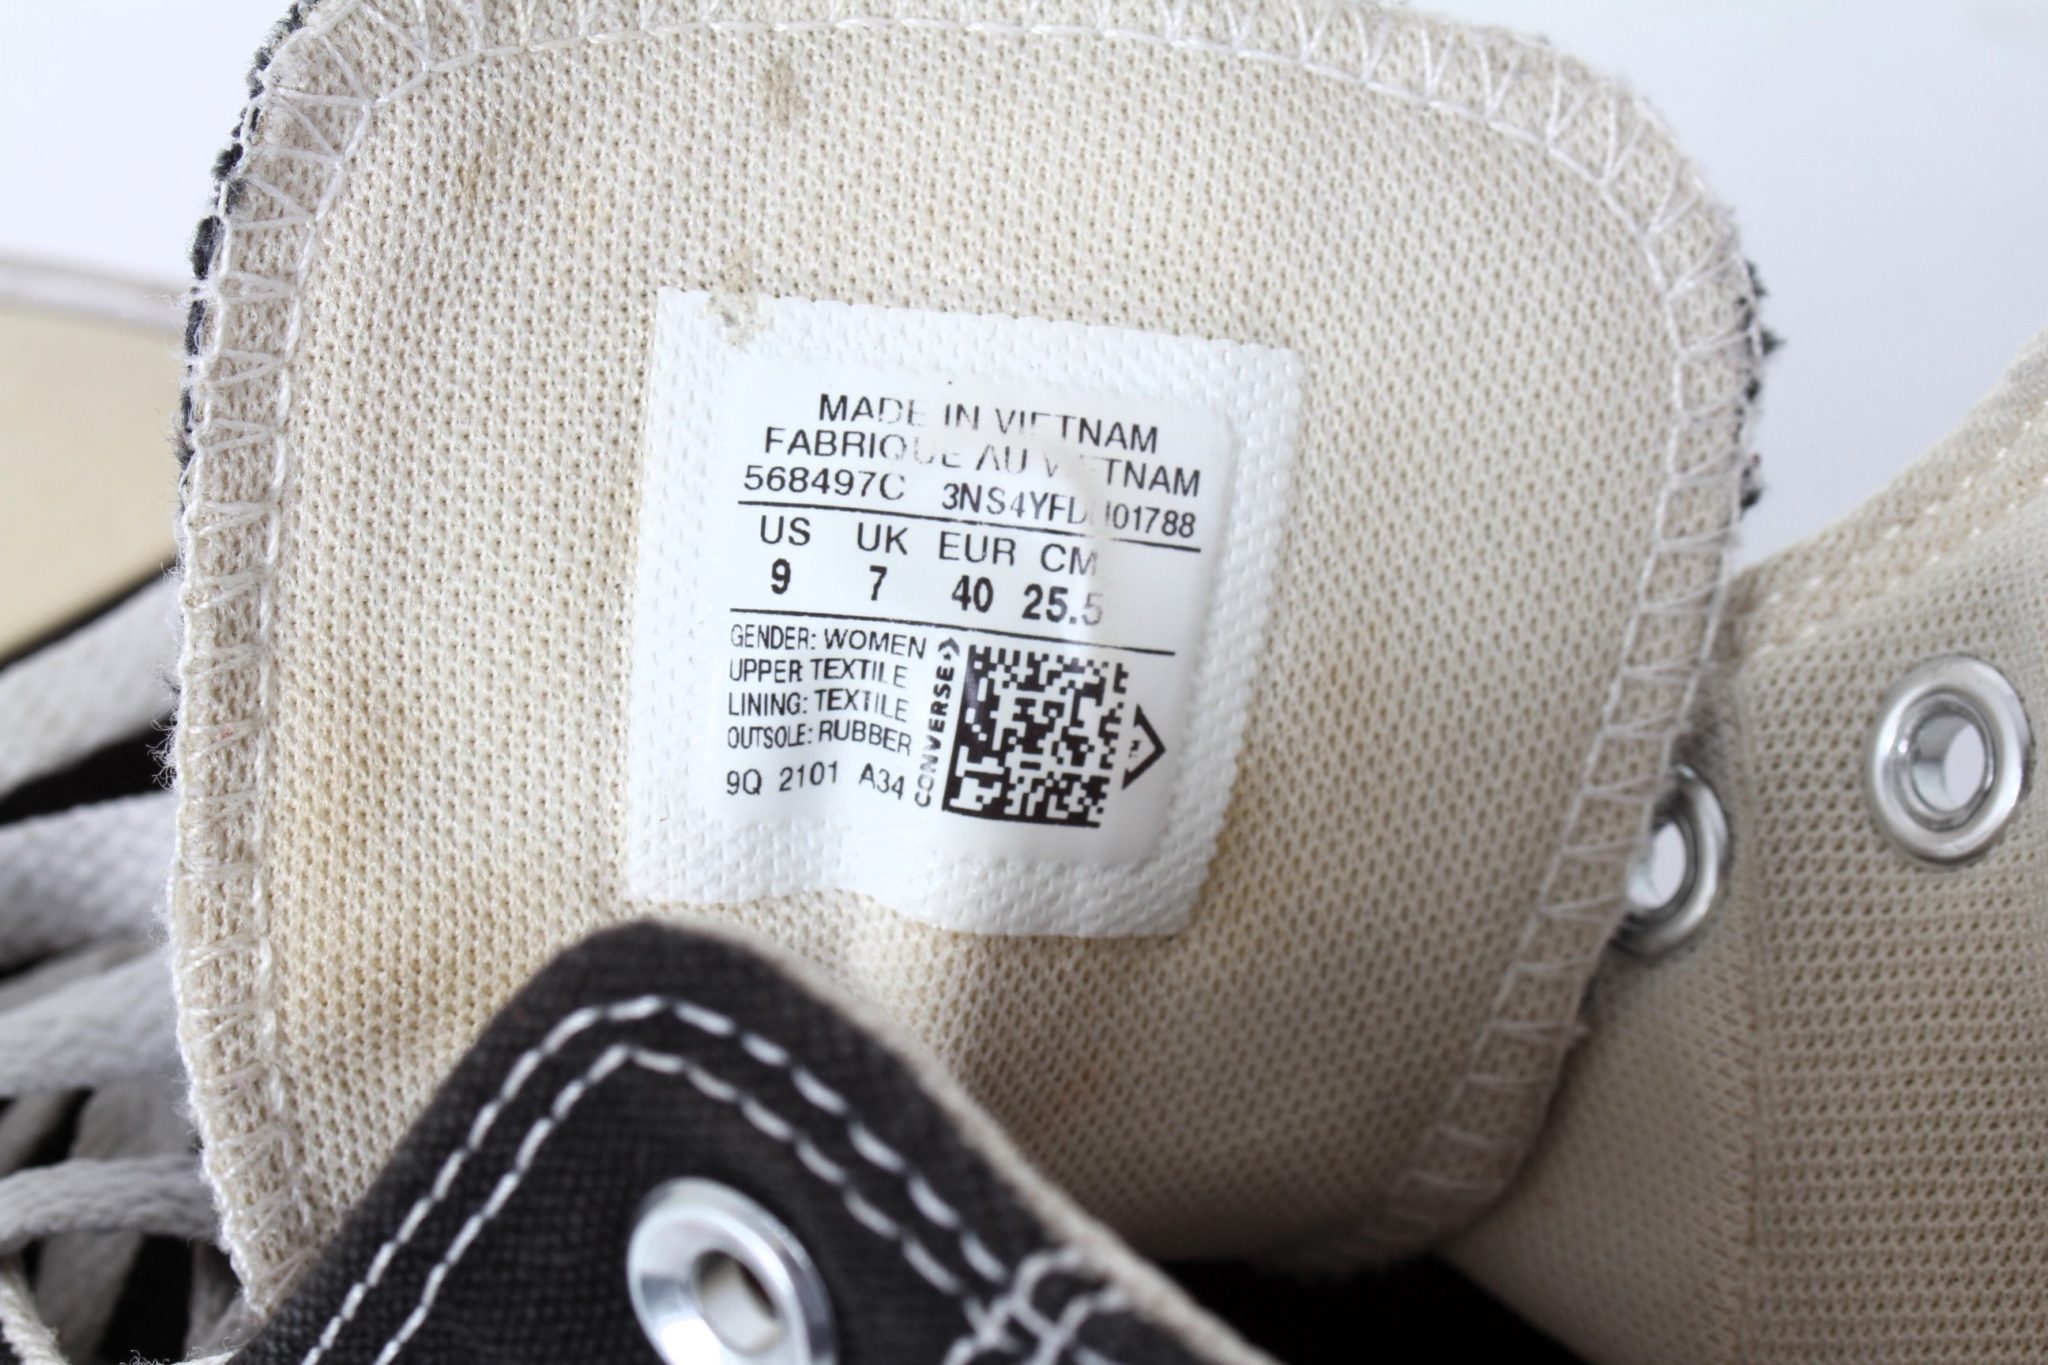 MADE IN VIETNAM
FABRIQUE AU VIETNAM
568497C
US UK EUR CM
9 7 40 25.5
GENDER: WOMEN
UPPER TEXTILE
LINING: TEXTILE
OUTSOLE: RUBBER
9Q 2101 A34
CONVERSE